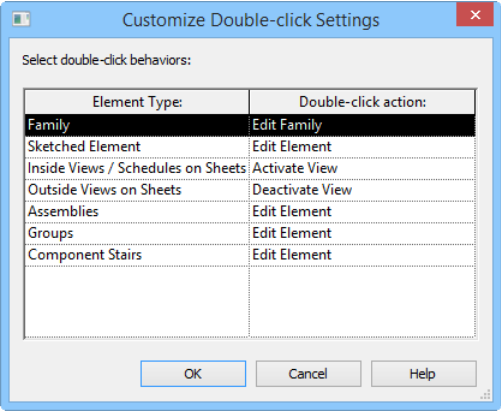 Customize Double-click Settings
Select double-click behaviors:
Element Type: Double-click action:
Family Edit Family
Sketched Element Edit Element
Inside Views / Schedules on Sheets Activate View
Outside Views on Sheets Deactivate View
Assemblies Edit Element
Groups Edit Element
Component Stairs Edit Element
OK Cancel Help